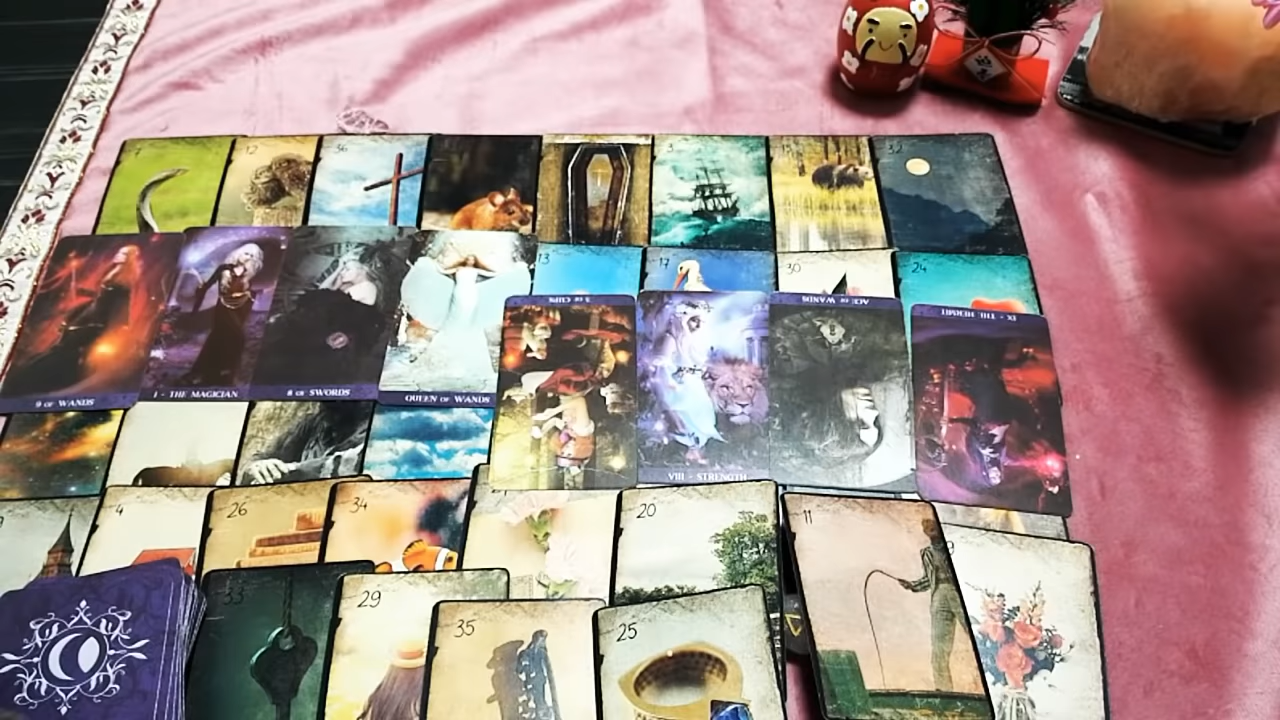 7
12
36
3
15
32
13
17
30
24
5 OF CUPS
ACE OF WANDS
IX - THE HERMIT
9 OF WANDS
I - THE MAGICIAN
8 OF SWORDS
QUEEN OF WANDS
VIII - STRENGTH
4
26
34
20
11
33
29
35
25